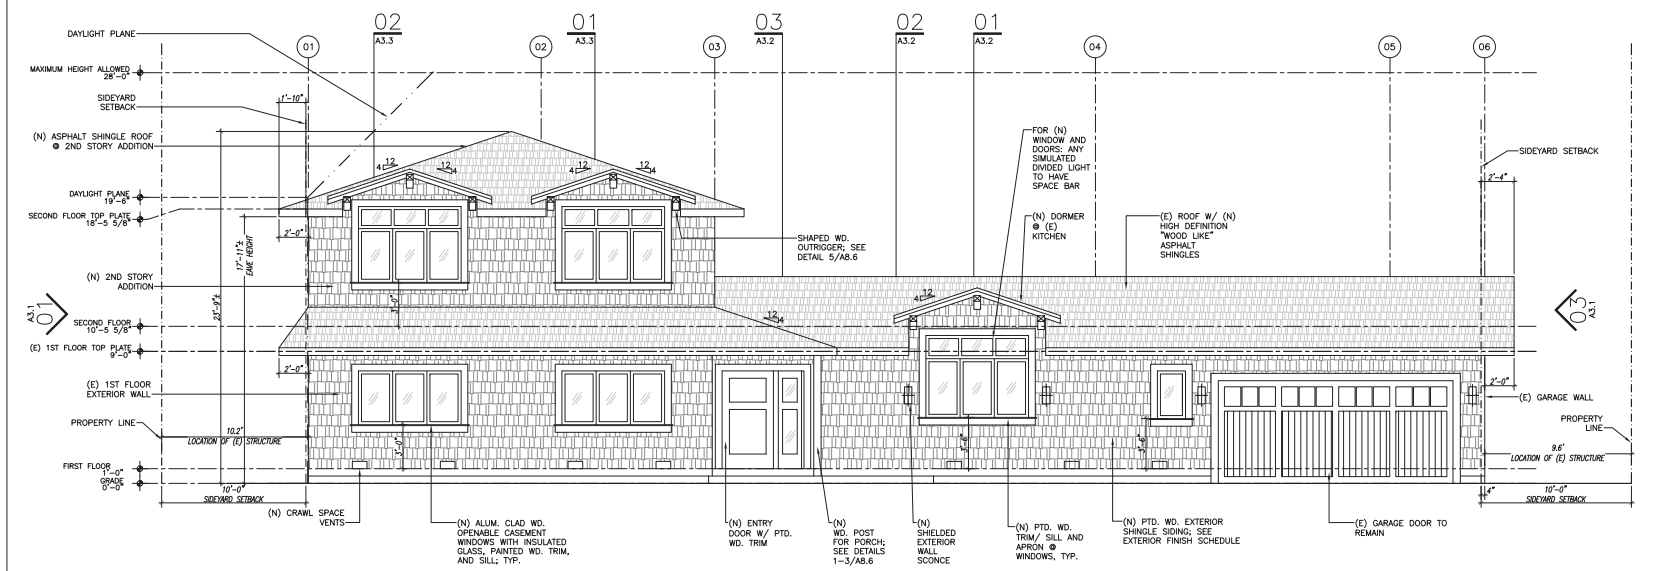 02
A3.3
01
A3.3
03
A3.2
02
A3.2
01
A3.2
01
02
03
04
05
06
DAYLIGHT PLANE
MAXIMUM HEIGHT ALLOWED
28'-0"
SIDEYARD
SETBACK
1'-10"
(N) ASPHALT SHINGLE ROOF
@ 2ND STORY ADDITION
DAYLIGHT PLANE
19'-6"
SECOND FLOOR TOP PLATE
18'-5 5/8"
2'-0"
17'-11"±
EAVE HEIGHT
23'-9"±
(N) 2ND STORY
ADDITION
A3.1
01
SECOND FLOOR
10'-5 5/8"
(E) 1ST FLOOR TOP PLATE
9'-0"
2'-0"
(E) 1ST FLOOR
EXTERIOR WALL
PROPERTY LINE
10.2'
LOCATION OF (E) STRUCTURE
FIRST FLOOR
1'-0"
GRADE
0'-0"
10'-0"
SIDEYARD SETBACK
12
4
12
4
12
4
12
4
3'-0"
12
4
12
4
3'-0"
3'-6"
3'-6"
SHAPED WD.
OUTRIGGER; SEE
DETAIL 5/A8.6
FOR (N)
WINDOW AND
DOORS: ANY
SIMULATED
DIVIDED LIGHT
TO HAVE
SPACE BAR
(N) DORMER
@ (E)
KITCHEN
(E) ROOF W/ (N)
HIGH DEFINITION
"WOOD LIKE"
ASPHALT
SHINGLES
SIDEYARD SETBACK
2'-4"
03
A3.1
2'-0"
(E) GARAGE WALL
PROPERTY
LINE
9.6'
LOCATION OF (E) STRUCTURE
4"
10'-0"
SIDEYARD SETBACK
(N) CRAWL SPACE
VENTS
(N) ALUM. CLAD WD.
OPENABLE CASEMENT
WINDOWS WITH INSULATED
GLASS, PAINTED WD. TRIM,
AND SILL; TYP.
(N) ENTRY
DOOR W/ PTD.
WD. TRIM
(N)
WD. POST
FOR PORCH;
SEE DETAILS
1-3/A8.6
(N)
SHIELDED
EXTERIOR
WALL
SCONCE
(N) PTD. WD.
TRIM/ SILL AND
APRON @
WINDOWS, TYP.
(N) PTD. WD. EXTERIOR
SHINGLE SIDING; SEE
EXTERIOR FINISH SCHEDULE
(E) GARAGE DOOR TO
REMAIN